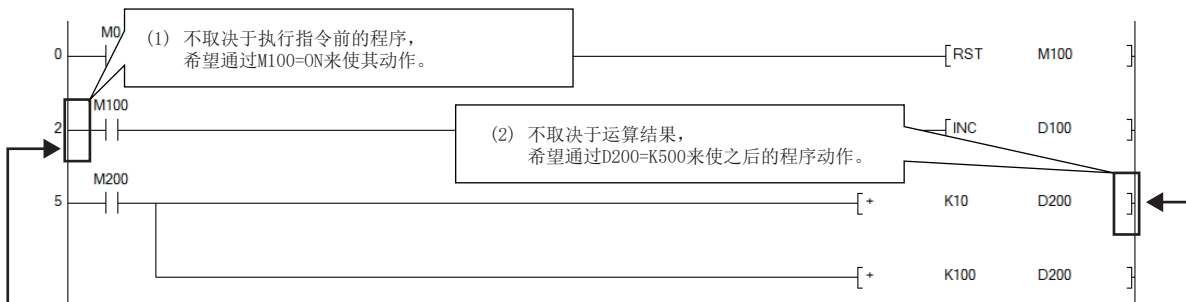 M0
(1) 不取决于执行指令前的程序，
希望通过M100=ON来使其动作。
0 RST M100
M100
2 INC D100
(2) 不取决于运算结果，
希望通过D200=K500来使之后的程序动作。
M200
5 + K10 D200
+ K100 D200